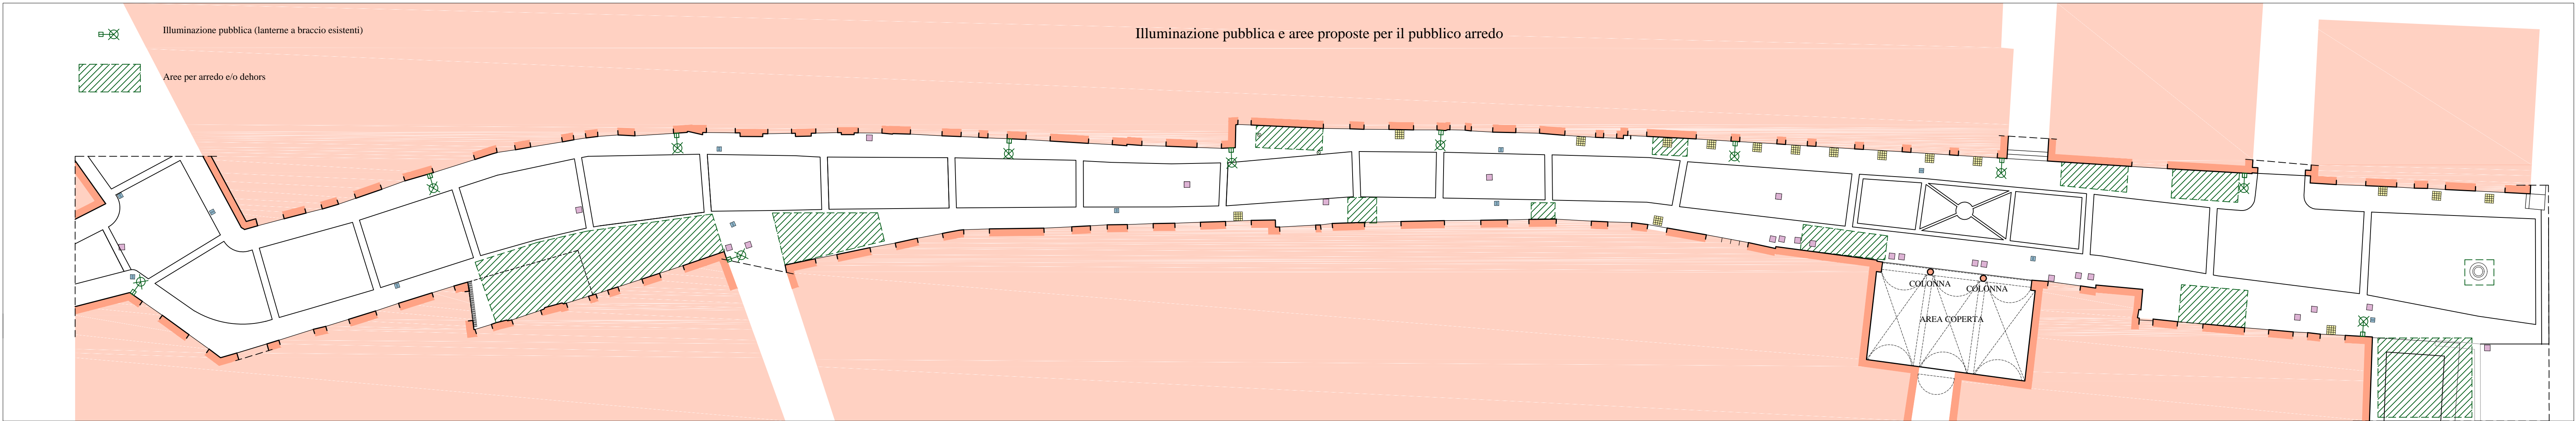 Illuminazione pubblica (lanterne a braccio esistenti)
Illuminazione pubblica e aree proposte per il pubblico arredo
Aree per arredo e/o dehors
COLONNA
COLONNA
AREA COPERTA